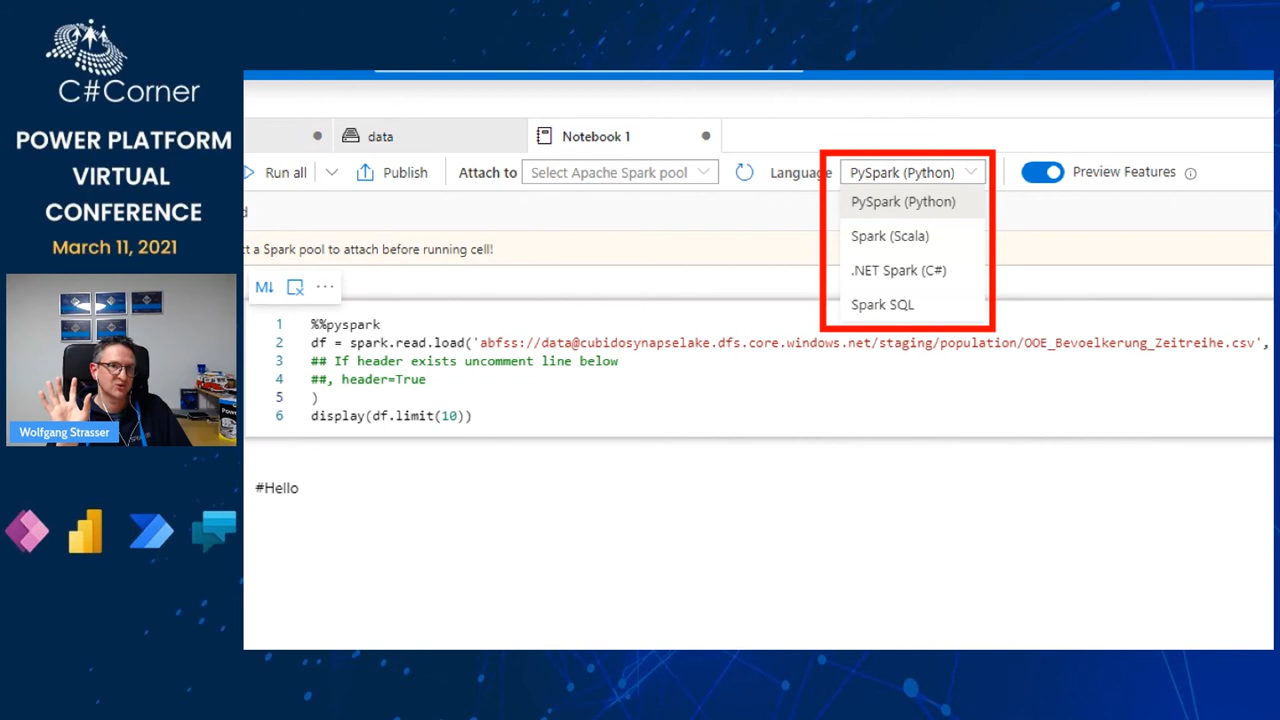 C#Corner
POWER PLATFORM
VIRTUAL
CONFERENCE
March 11, 2021
Wolfgang Strasser
data
Notebook 1
Run all
Publish
Attach to
Select Apache Spark pool
Language
PySpark (Python)
Preview Features
PySpark (Python)
Spark (Scala)
.NET Spark (C#)
Spark SQL
d
t a Spark pool to attach before running cell!
M↓
...
1 %%pyspark
2 df = spark.read.load('abfss://data@cubidosynapselake.dfs.core.windows.net/staging/population/OOE_Bevoelkerung_Zeitreihe.csv',
3 ## If header exists uncomment line below
4 ##, header=True
5 )
6 display(df.limit(10))
#Hello